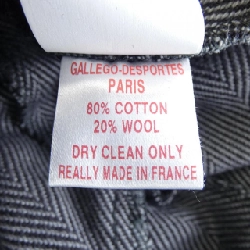 GALLEGO-DESPORTES
PARIS
80% COTTON
20% WOOL
DRY CLEAN ONLY
REALLY MADE IN FRANCE